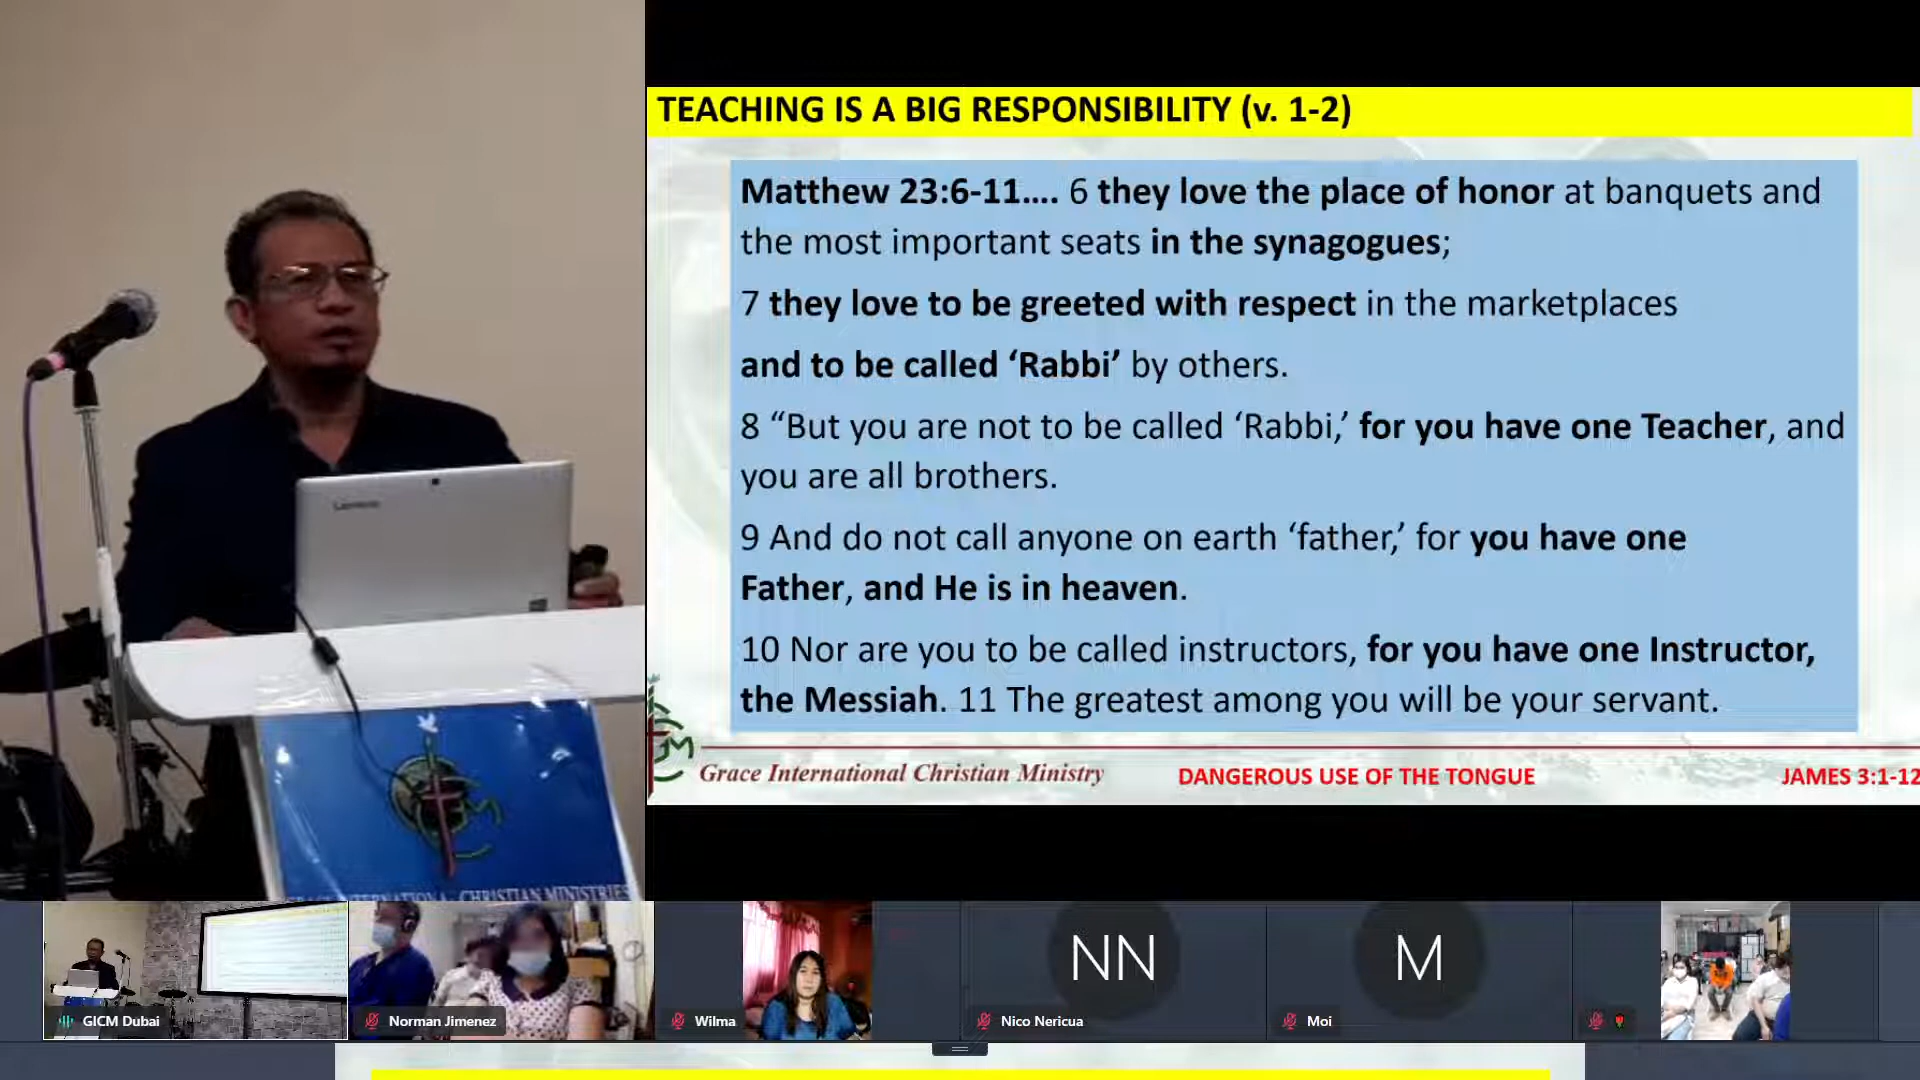 TEACHING IS A BIG RESPONSIBILITY (v. 1-2)
Matthew 23:6-11…. 6 they love the place of honor at banquets and
the most important seats in the synagogues;
7 they love to be greeted with respect in the marketplaces
and to be called ‘Rabbi’ by others.
8 “But you are not to be called ‘Rabbi,’ for you have one Teacher, and
you are all brothers.
9 And do not call anyone on earth ‘father,’ for you have one
Father, and He is in heaven.
10 Nor are you to be called instructors, for you have one Instructor,
the Messiah. 11 The greatest among you will be your servant.
Grace International Christian Ministry
DANGEROUS USE OF THE TONGUE
JAMES 3:1-12
Lenovo
INTERNATIONAL CHRISTIAN MINISTRIES
NN
M
GICM Dubai
Norman Jimenez
Wilma
Nico Nericua
Moi